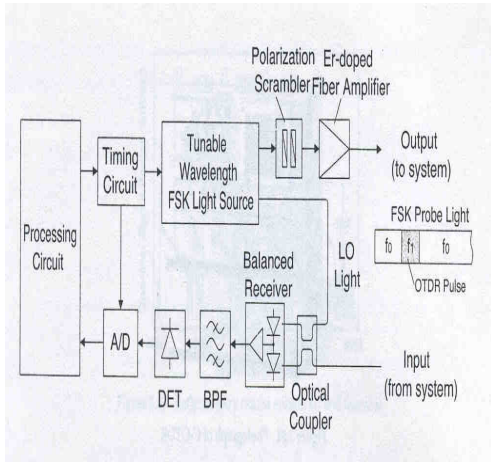 Polarization Er-doped
Scrambler Fiber Amplifier
Tunable
Wavelength
FSK Light Source
Timing
Circuit
Output
(to system)
Processing
Circuit
FSK Probe Light
f0 f1 f0
OTDR Pulse
LO
Light
Balanced
Receiver
A/D
Input
(from system)
DET BPF
Optical
Coupler